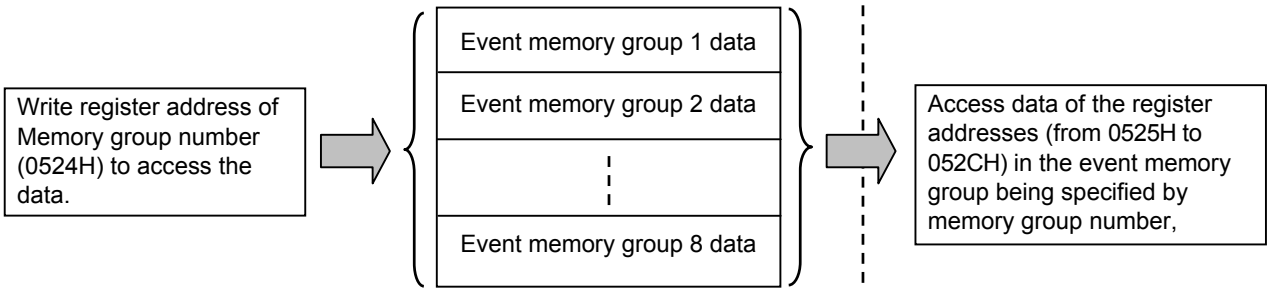 Write register address of
Memory group number
(0524H) to access the
data.
Event memory group 1 data
Event memory group 2 data
Event memory group 8 data
Access data of the register
addresses (from 0525H to
052CH) in the event memory
group being specified by
memory group number,